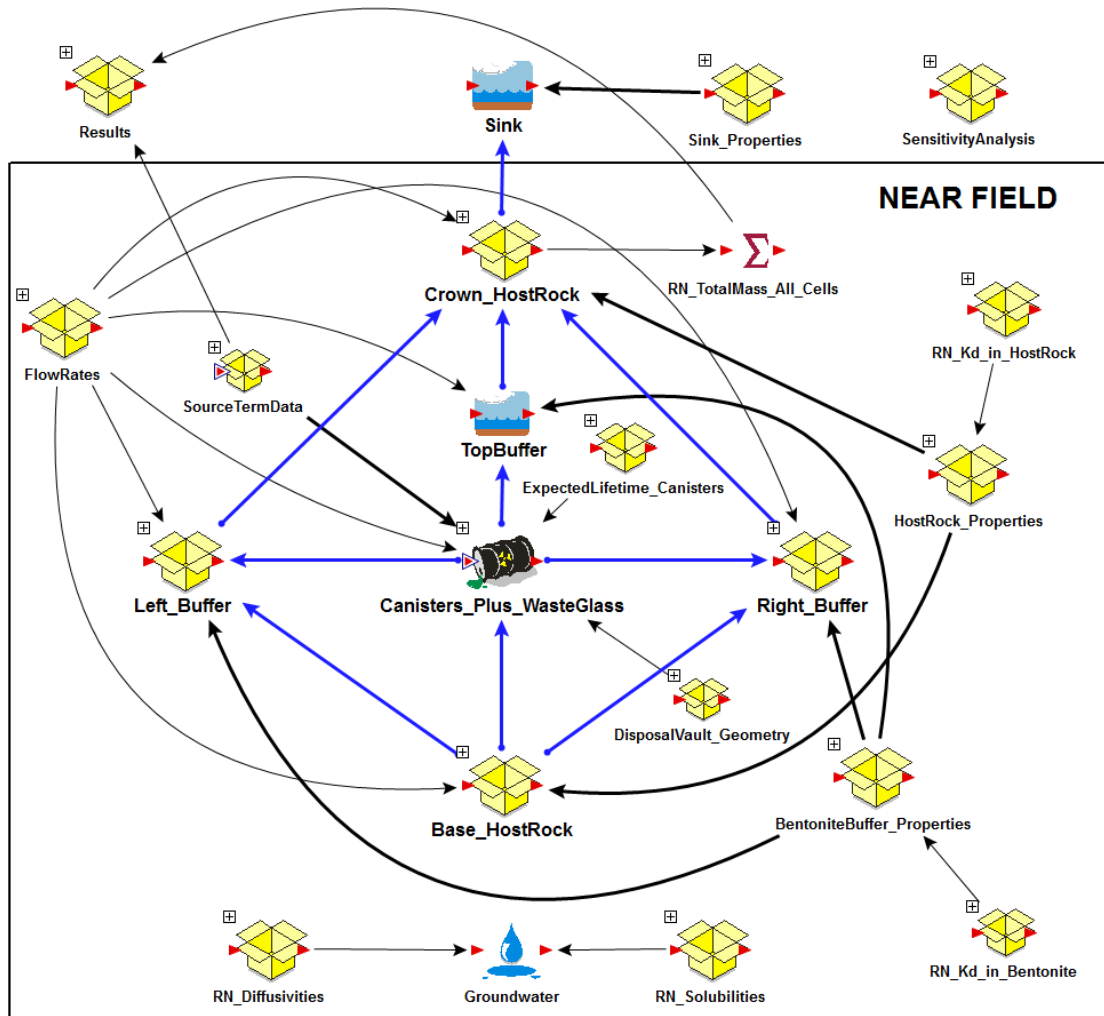 Results
Sink
Sink_Properties
SensitivityAnalysis
NEAR FIELD
Crown_HostRock
RN_TotalMass_All_Cells
RN_Kd_in_HostRock
FlowRates
SourceTermData
TopBuffer
ExpectedLifetime_Canisters
HostRock_Properties
Left_Buffer
Canisters_Plus_WasteGlass
Right_Buffer
DisposalVault_Geometry
Base_HostRock
BentoniteBuffer_Properties
RN_Diffusivities
Groundwater
RN_Solubilities
RN_Kd_in_Bentonite